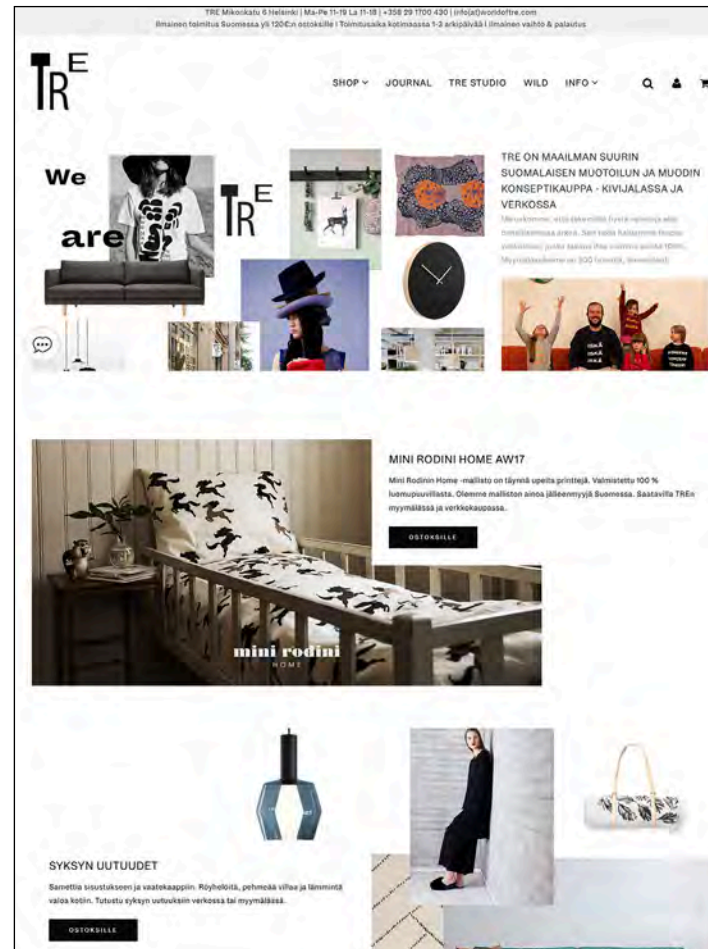 TRE Mikonkatu 6 Helsinki | Ma-Pe 11-19 La 11-18 | +358 29 1700 430 | info(at)worldoftre.com
Ilmainen toimitus Suomessa yli 120€:n ostoksille | Toimitusaika kotimaassa 1-3 arkipäivää | Ilmainen vaihto & palautus
TRE
SHOP JOURNAL TRE STUDIO WILD INFO
We
are
TRE
TRE ON MAAILMAN SUURIN
SUOMALAISEN MUOTOILUN JA MUODIN
KONSEPTIKAUPPA - KIVIJALASSA JA
VERKOSSA
MINI RODINI HOME AW17
Mini Rodinin Home -mallisto on täynnä upeita printtejä. Valmistettu 100 %
luomupuuvillasta. Olemme malliston ainoa jälleenmyyjä Suomessa. Saatavilla TREn
myymälässä ja verkkokaupassa.
OSTOKSILLE
mini rodini
HOME
SYKSYN UUTUUDET
Samettia sisustukseen ja vaatekaappiin. Röyhelöitä, pehmeää villaa ja lämmintä
valoa kotiin. Tutustu syksyn uutuuksiin verkossa tai myymälässä.
OSTOKSILLE